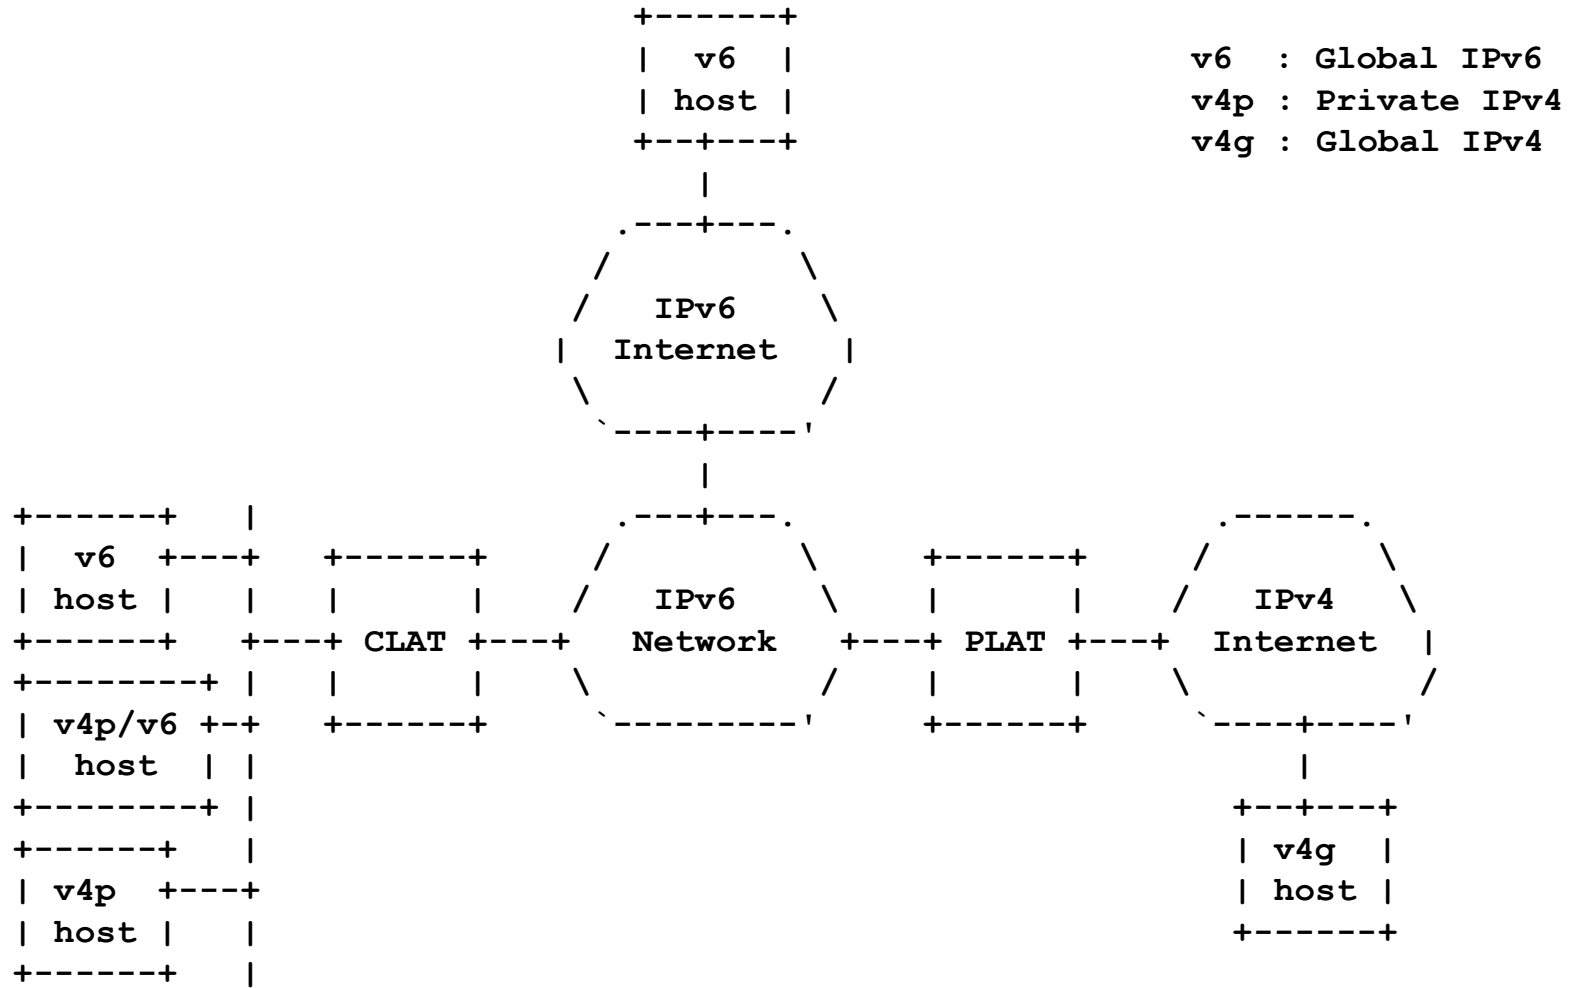 +------+
|  v6  |                   v6  : Global IPv6
| host |                   v4p : Private IPv4
+--+---+                   v4g : Global IPv4
|
.---+---.
/         \
/   IPv6    \
|  Internet   |
\           /
`----+----'
|
+------+   |                 .---+---.                    .------.
|  v6  +---+   +------+     /         \     +------+     /        \
| host |   |   |      |    /   IPv6    \    |      |    /   IPv4   \
+------+   +---+ CLAT +---+   Network   +---+ PLAT +---+  Internet  |
+--------+ |   |      |    \           /    |      |    \           /
| v4p/v6 +-+   +------+     `---------'     +------+     `----+----'
|  host  | |                                                  |
+--------+ |                                               +--+---+
+------+   |                                               | v4g  |
| v4p  +---+                                               | host |
| host |   |                                               +------+
+------+   |